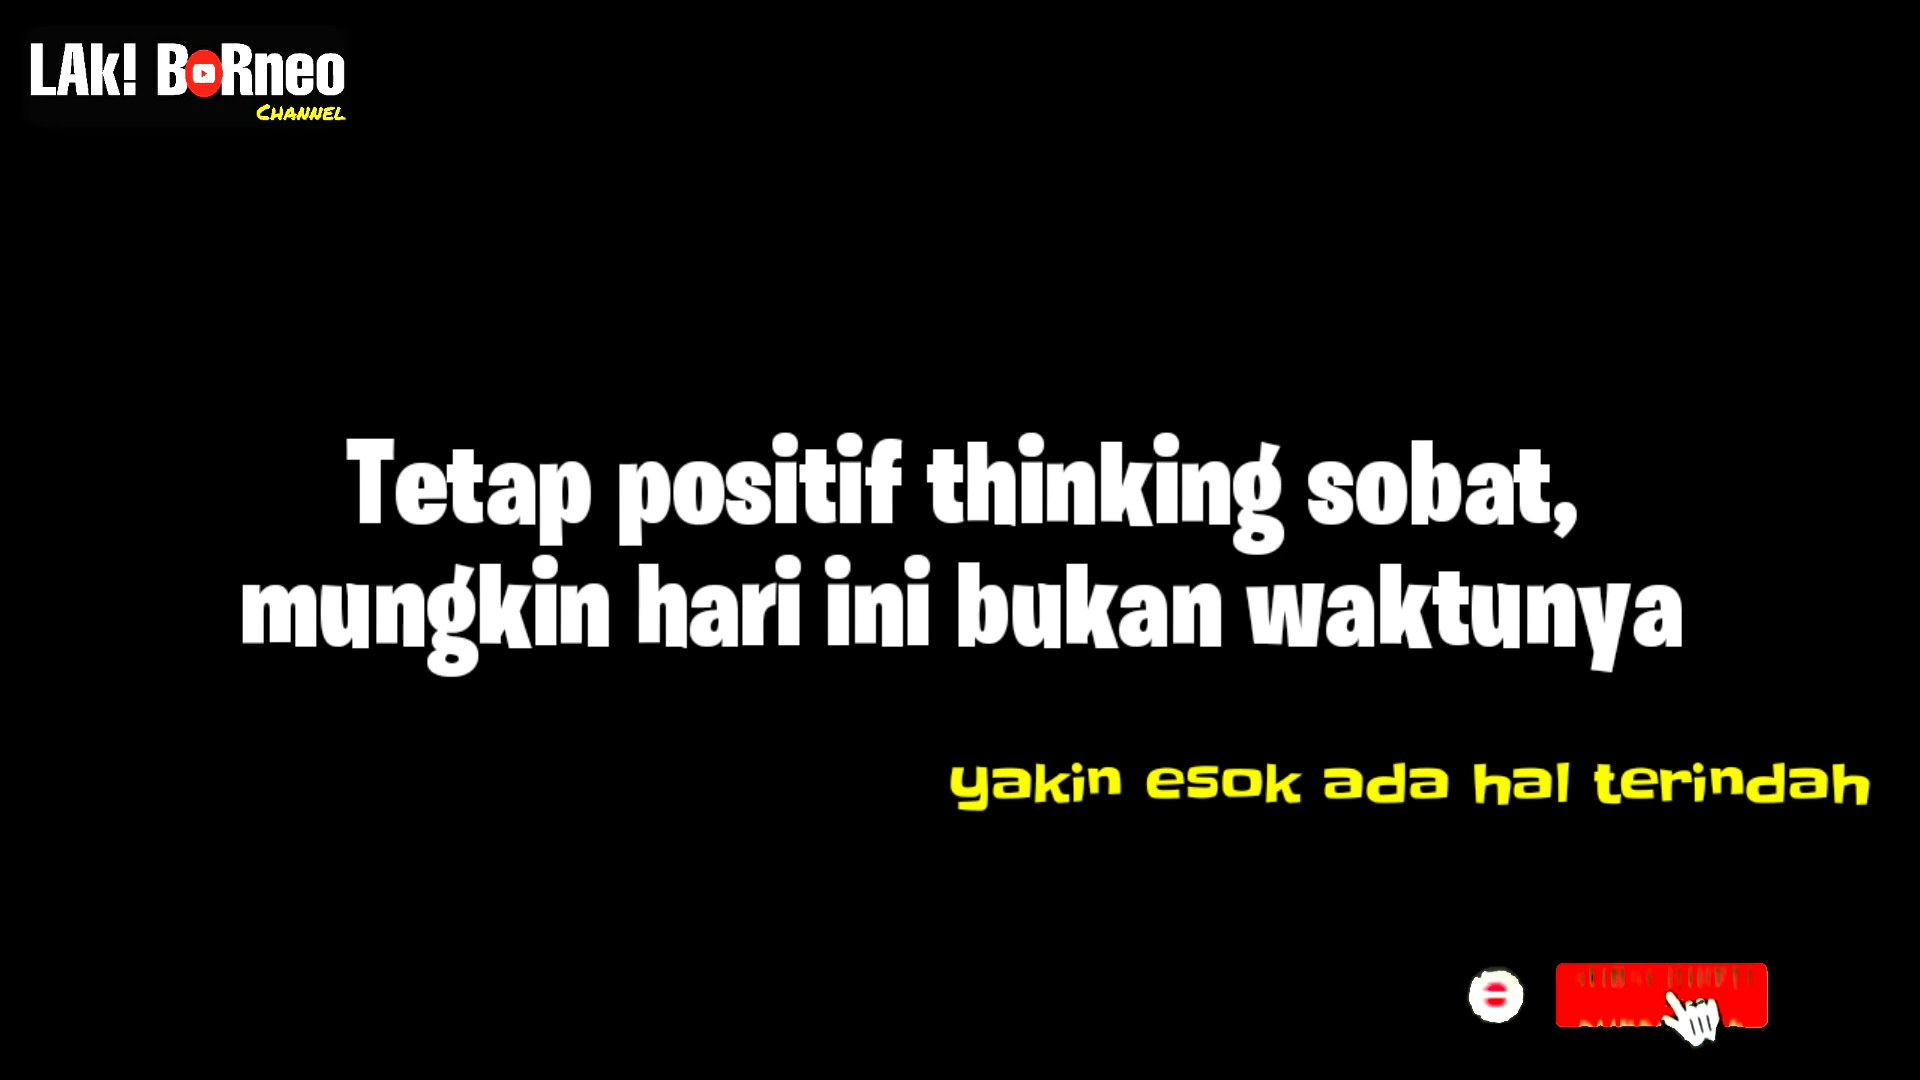 LAk! BoRneo
CHANNEL
Tetap positif thinking sobat,
mungkin hari ini bukan waktunya
yakin esok ada hal terindah